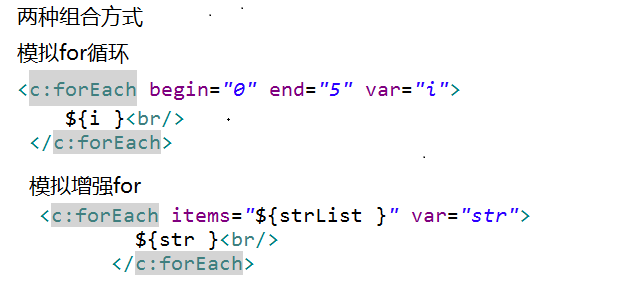 两种组合方式
模拟for循环
<c:forEach begin="0" end="5" var="i">
${i }<br/>
</c:forEach>
模拟增强for
<c:forEach items="${strList }" var="str">
${str }<br/>
</c:forEach>